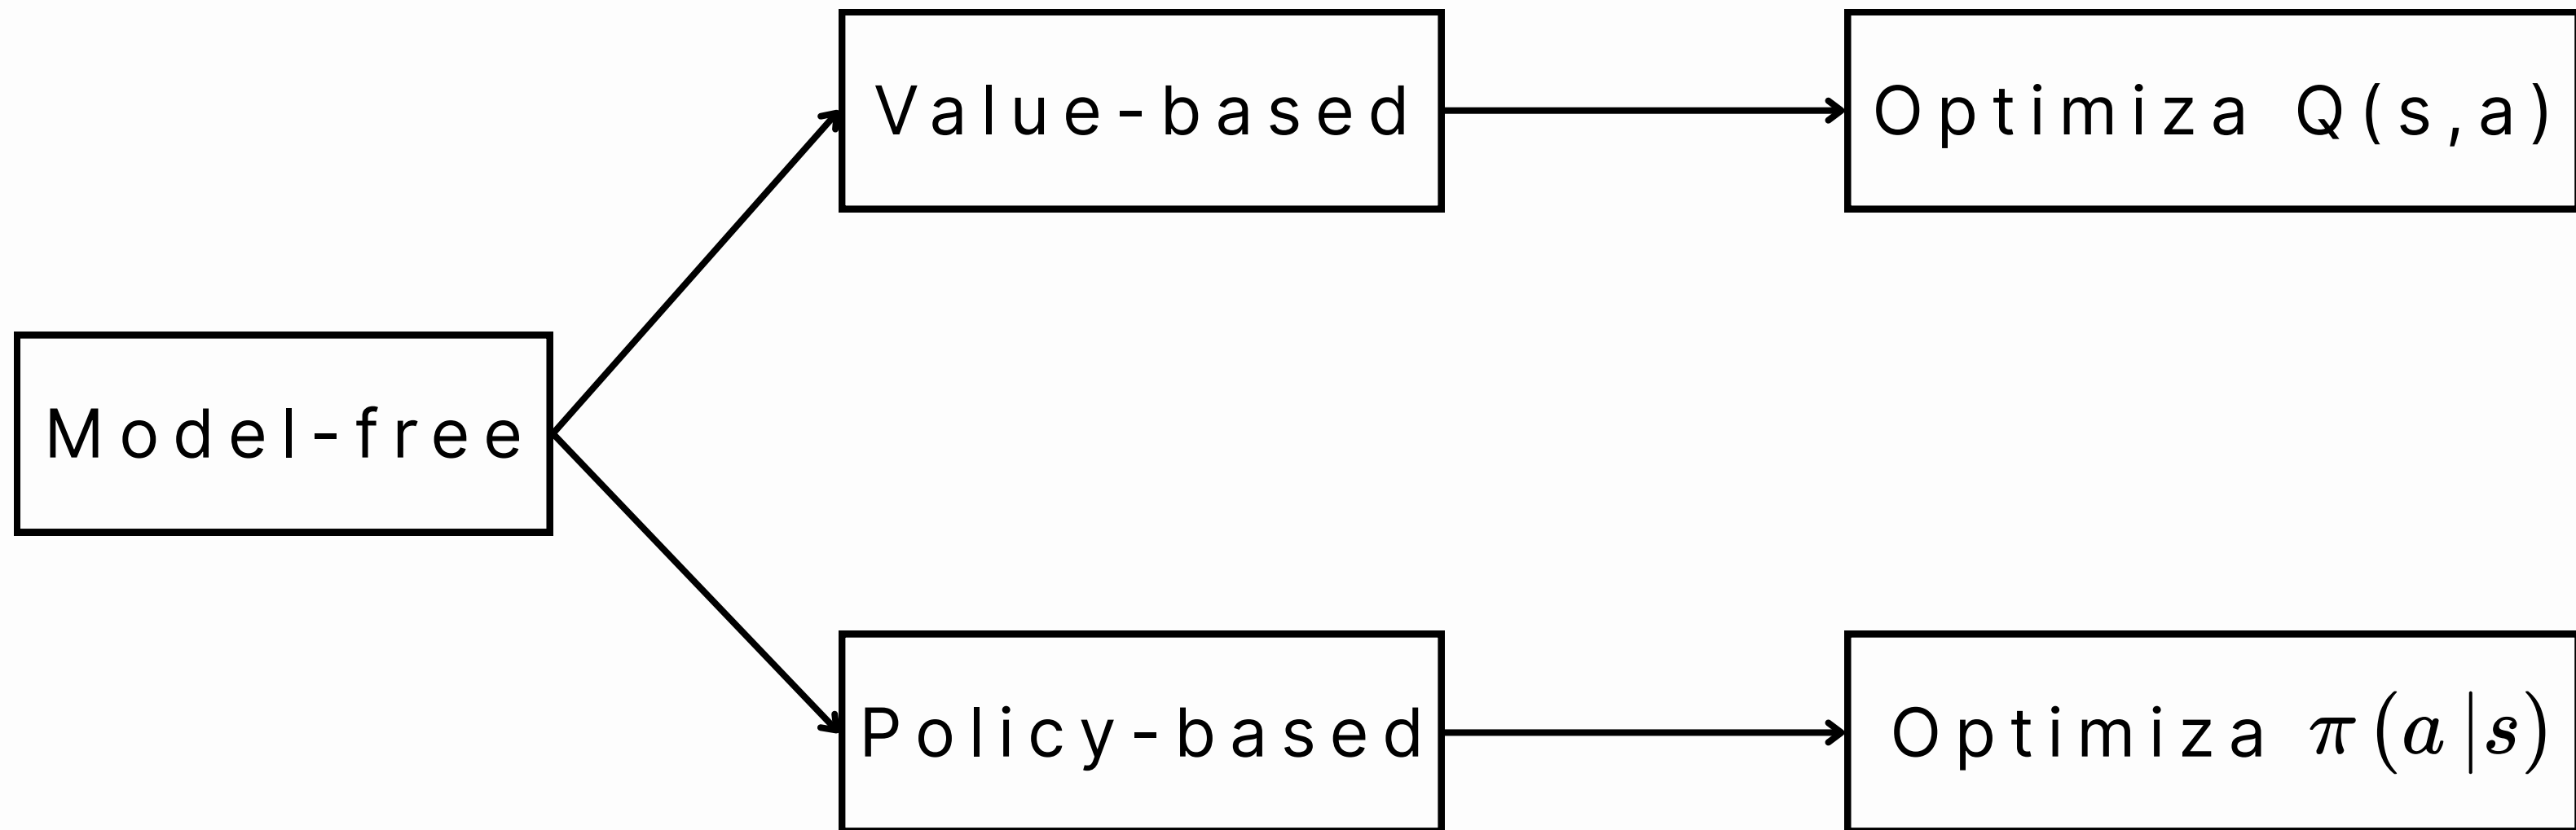 Value-based
Optimiza Q(s,a)
Model-free
Policy-based
Optimiza π(a|s)